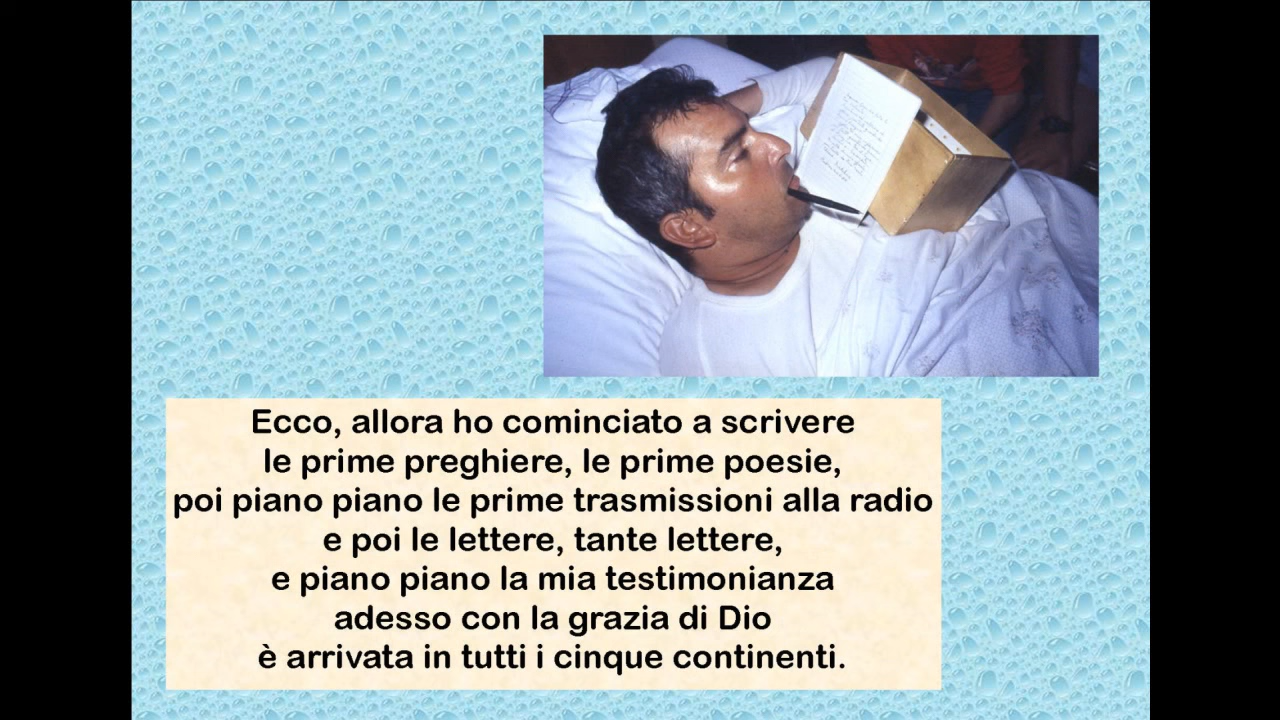 Ecco, allora ho cominciato a scrivere
le prime preghiere, le prime poesie,
poi piano piano le prime trasmissioni alla radio
e poi le lettere, tante lettere,
e piano piano la mia testimonianza
adesso con la grazia di Dio
è arrivata in tutti i cinque continenti.